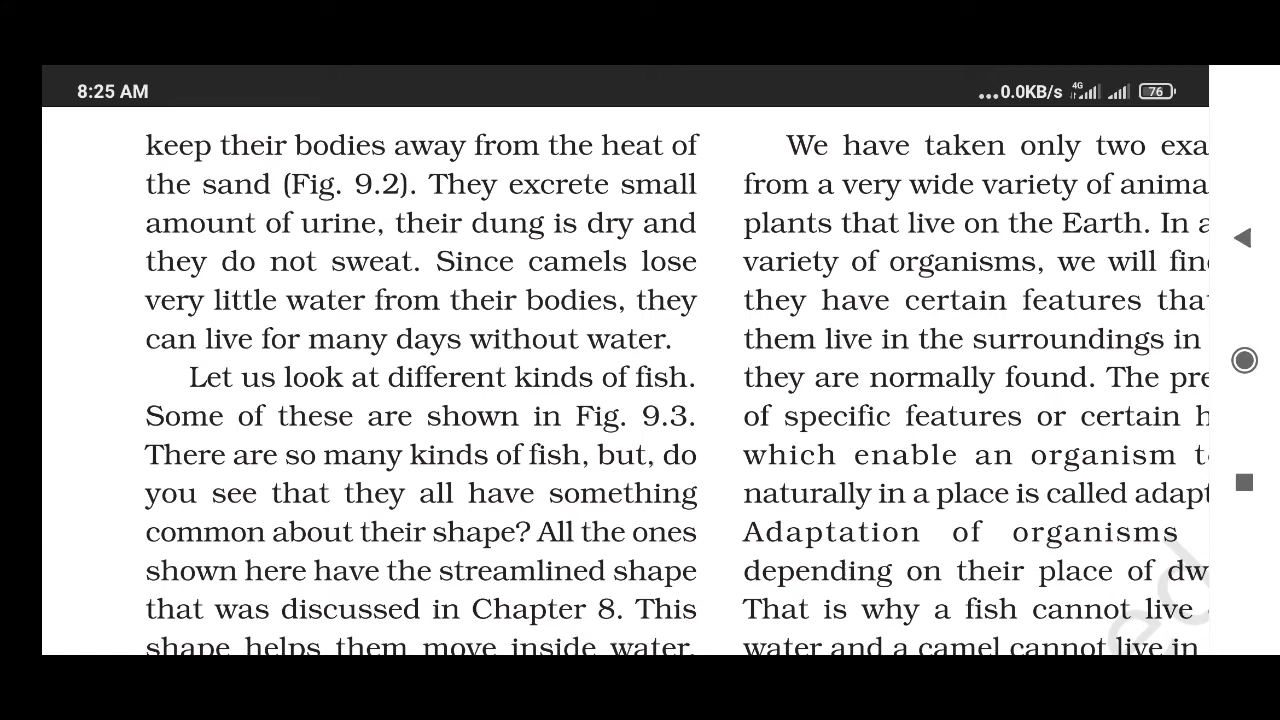 8:25 AM
...0.0KB/s 4G 76
keep their bodies away from the heat of
the sand (Fig. 9.2). They excrete small
amount of urine, their dung is dry and
they do not sweat. Since camels lose
very little water from their bodies, they
can live for many days without water.
Let us look at different kinds of fish.
Some of these are shown in Fig. 9.3.
There are so many kinds of fish, but, do
you see that they all have something
common about their shape? All the ones
shown here have the streamlined shape
that was discussed in Chapter 8. This
shape helps them move inside water.
We have taken only two exa
from a very wide variety of anima
plants that live on the Earth. In a
variety of organisms, we will fin
they have certain features tha
them live in the surroundings in
they are normally found. The pre
of specific features or certain h
which enable an organism t
naturally in a place is called adapt
Adaptation of organisms
depending on their place of dw
That is why a fish cannot live
water and a camel cannot live in
ed